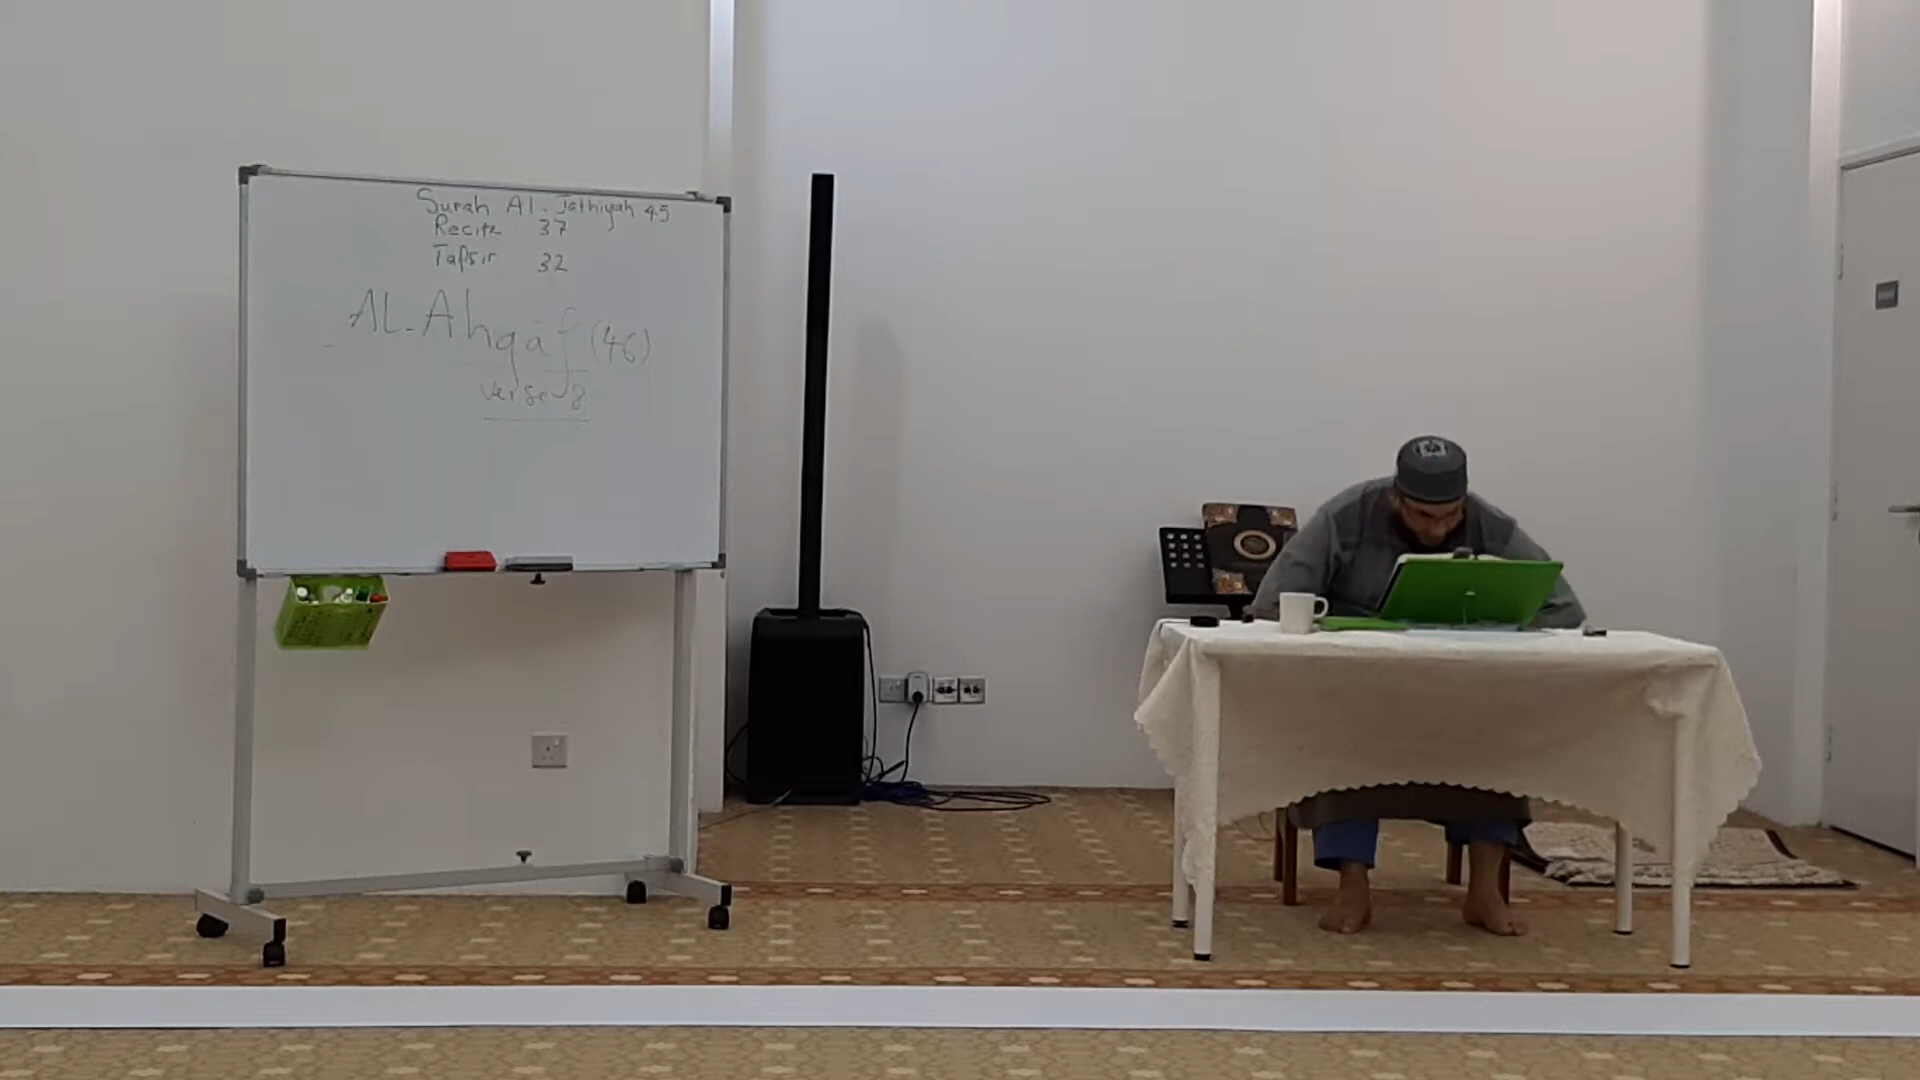 Surah Al-Jathiyah 45
Recite 37
Tafsir 32
AL-Ahqāf (46)
verse 8